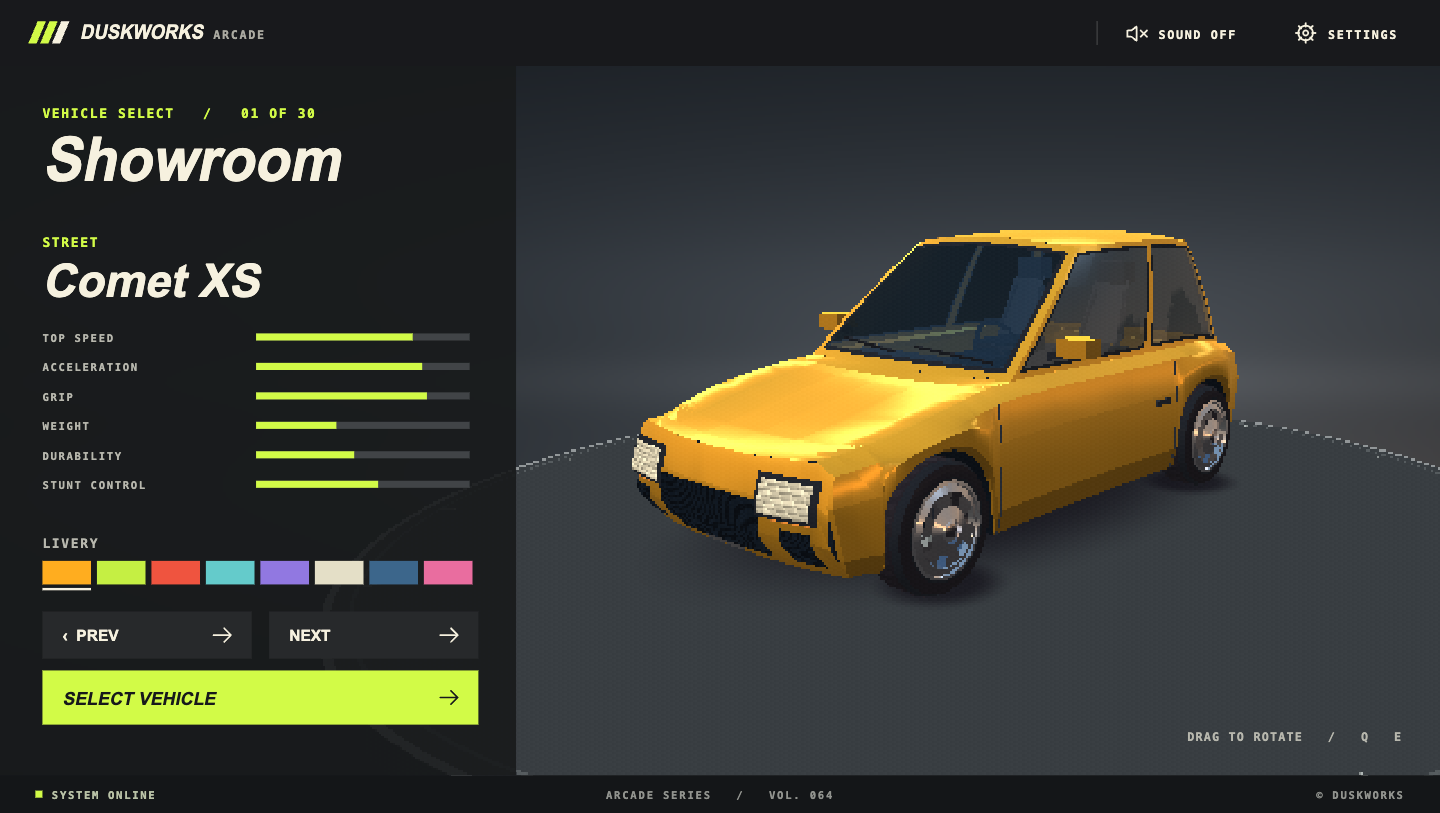 DUSKWORKS ARCADE
SOUND OFF
SETTINGS
VEHICLE SELECT / 01 OF 30
Showroom
STREET
Comet XS
TOP SPEED
ACCELERATION
GRIP
WEIGHT
DURABILITY
STUNT CONTROL
LIVERY
‹ PREV →
NEXT →
SELECT VEHICLE →
DRAG TO ROTATE / Q E
SYSTEM ONLINE
ARCADE SERIES / VOL. 064
© DUSKWORKS